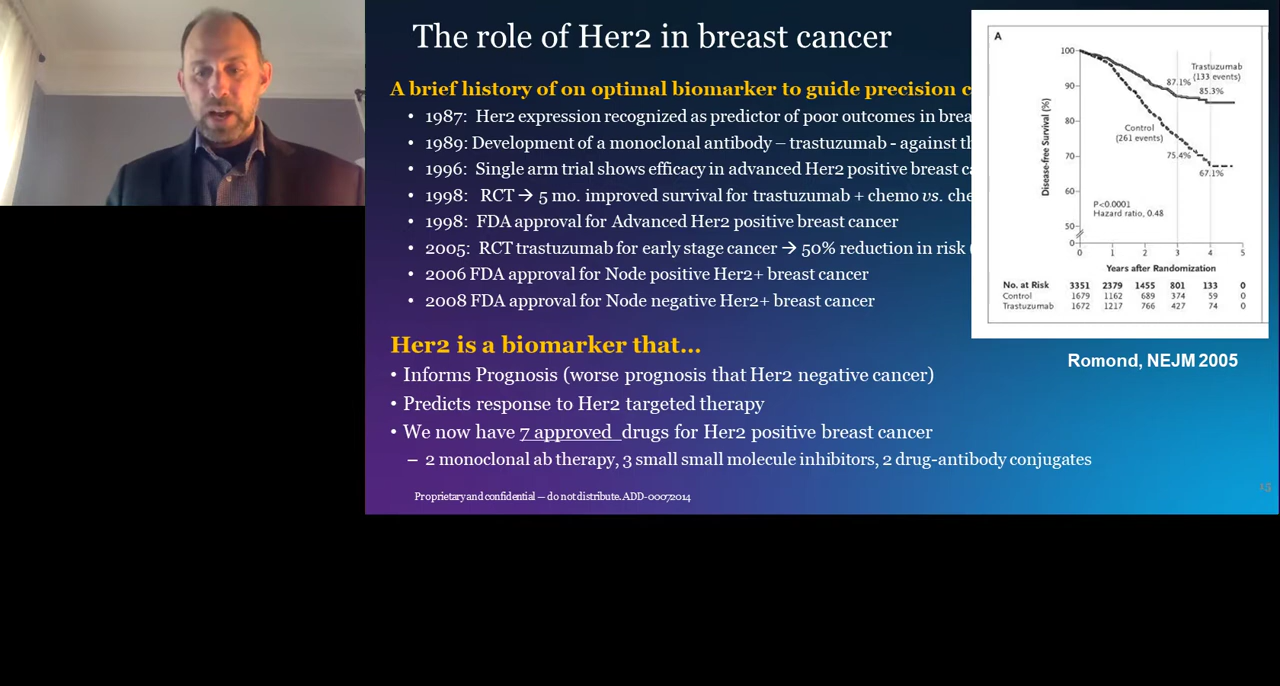 The role of Her2 in breast cancer
A brief history of on optimal biomarker to guide precision c
• 1987: Her2 expression recognized as predictor of poor outcomes in brea
• 1989: Development of a monoclonal antibody – trastuzumab - against th
• 1996: Single arm trial shows efficacy in advanced Her2 positive breast ca
• 1998: RCT → 5 mo. improved survival for trastuzumab + chemo vs. che
• 1998: FDA approval for Advanced Her2 positive breast cancer
• 2005: RCT trastuzumab for early stage cancer → 50% reduction in risk (
• 2006 FDA approval for Node positive Her2+ breast cancer
• 2008 FDA approval for Node negative Her2+ breast cancer
Her2 is a biomarker that...
• Informs Prognosis (worse prognosis that Her2 negative cancer)
• Predicts response to Her2 targeted therapy
• We now have 7 approved drugs for Her2 positive breast cancer
– 2 monoclonal ab therapy, 3 small small molecule inhibitors, 2 drug-antibody conjugates
Proprietary and confidential — do not distribute. ADD-00072014
15
A
Disease-free Survival (%)
100
90
80
70
60
50
0
Trastuzumab
(133 events)
87.1%
85.3%
Control
(261 events)
75.4%
67.1%
P<0.0001
Hazard ratio, 0.48
0 1 2 3 4 5
Years after Randomization
No. at Risk 3351 2379 1455 801 133 0
Control 1679 1162 689 374 59 0
Trastuzumab 1672 1217 766 427 74 0
Romond, NEJM 2005